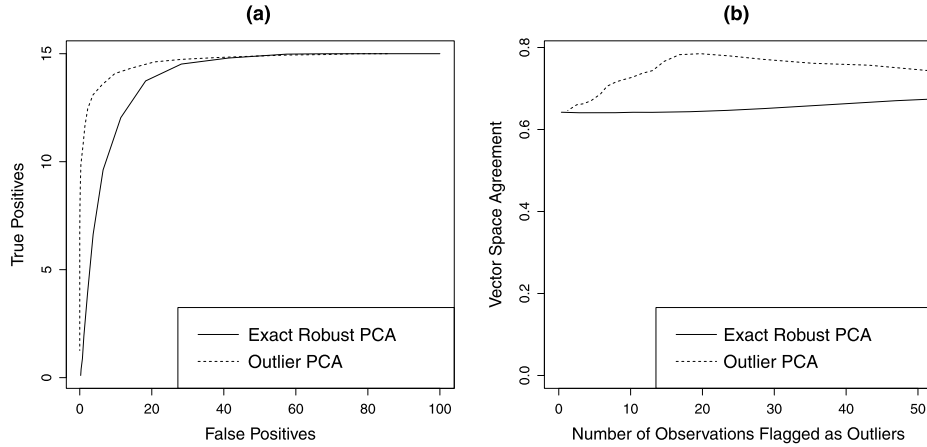 (a)
True Positives
15
10
5
0
Exact Robust PCA
Outlier PCA
0 20 40 60 80 100
False Positives
(b)
Vector Space Agreement
0.8
0.6
0.4
0.2
0.0
Exact Robust PCA
Outlier PCA
0 10 20 30 40 50
Number of Observations Flagged as Outliers